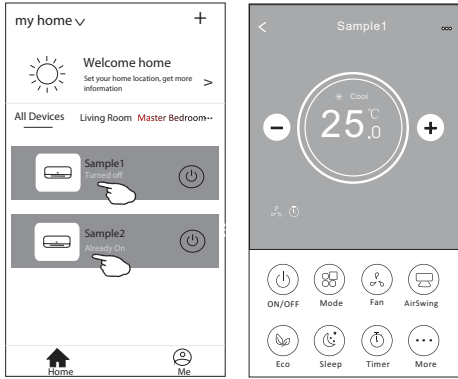 my home
Welcome home
Set your home location, get more
information
All Devices Living Room Master Bedroom
Sample1
Turned off
Sample2
Already On
Home
Me
Sample1
Cool
25.0 ℃
ON/OFF Mode Fan AirSwing
Eco Sleep Timer More